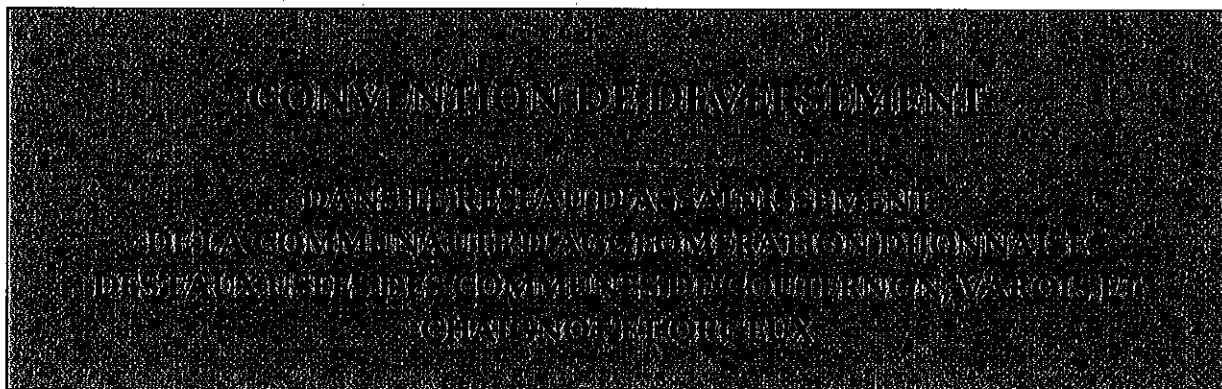 CONVENTION DE DEVERSEMENT
DANS LE RESEAU D'ASSAINISSEMENT
DE LA COMMUNAUTE D'AGGLOMERATION DIJONNAISE
DES EAUX USEES DES COMMUNES DE COUTERNON, VAROIS ET
CHAIGNOT ET ORGEUX